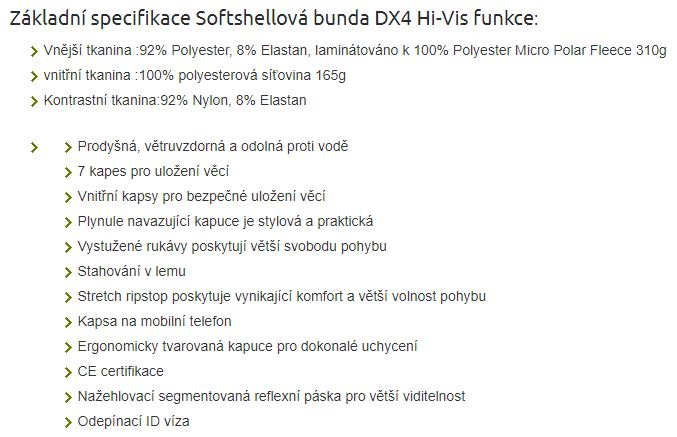 Základní specifikace Softshellová bunda DX4 Hi-Vis funkce:
Vnější tkanina :92% Polyester, 8% Elastan, laminátováno k 100% Polyester Micro Polar Fleece 310g
vnitřní tkanina :100% polyesterová síťovina 165g
Kontrastní tkanina:92% Nylon, 8% Elastan
Prodyšná, větruvzdorná a odolná proti vodě
7 kapes pro uložení věcí
Vnitřní kapsy pro bezpečné uložení věcí
Plynule navazující kapuce je stylová a praktická
Vystužené rukávy poskytují větší svobodu pohybu
Stahování v lemu
Stretch ripstop poskytuje vynikající komfort a větší volnost pohybu
Kapsa na mobilní telefon
Ergonomicky tvarovaná kapuce pro dokonalé uchycení
CE certifikace
Nažehlovací segmentovaná reflexní páska pro větší viditelnost
Odepínací ID víza